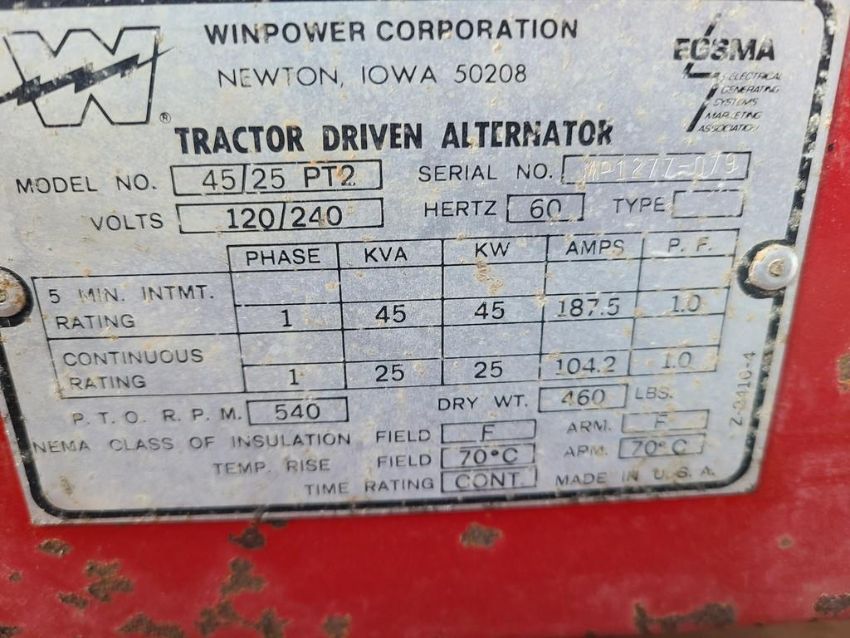 W
®
WINPOWER CORPORATION
NEWTON, IOWA 50208
EGSMA
ELECTRICAL
GENERATING
SYSTEMS
MARKETING
ASSOCIATION
TRACTOR DRIVEN ALTERNATOR
MODEL NO. 45/25 PT2 SERIAL NO.
VOLTS 120/240 HERTZ 60 TYPE
PHASE KVA KW AMPS P. F.
5 MIN. INTMT.
RATING 1 45 45 187.5 1.0
CONTINUOUS
RATING 1 25 25 104.2 1.0
P. T. O. R. P. M. 540 DRY WT. 460 LBS.
NEMA CLASS OF INSULATION FIELD F ARM. F
TEMP. RISE FIELD 70°C ARM. 70°C
TIME RATING CONT. MADE IN U. S. A.
Z-3410-4